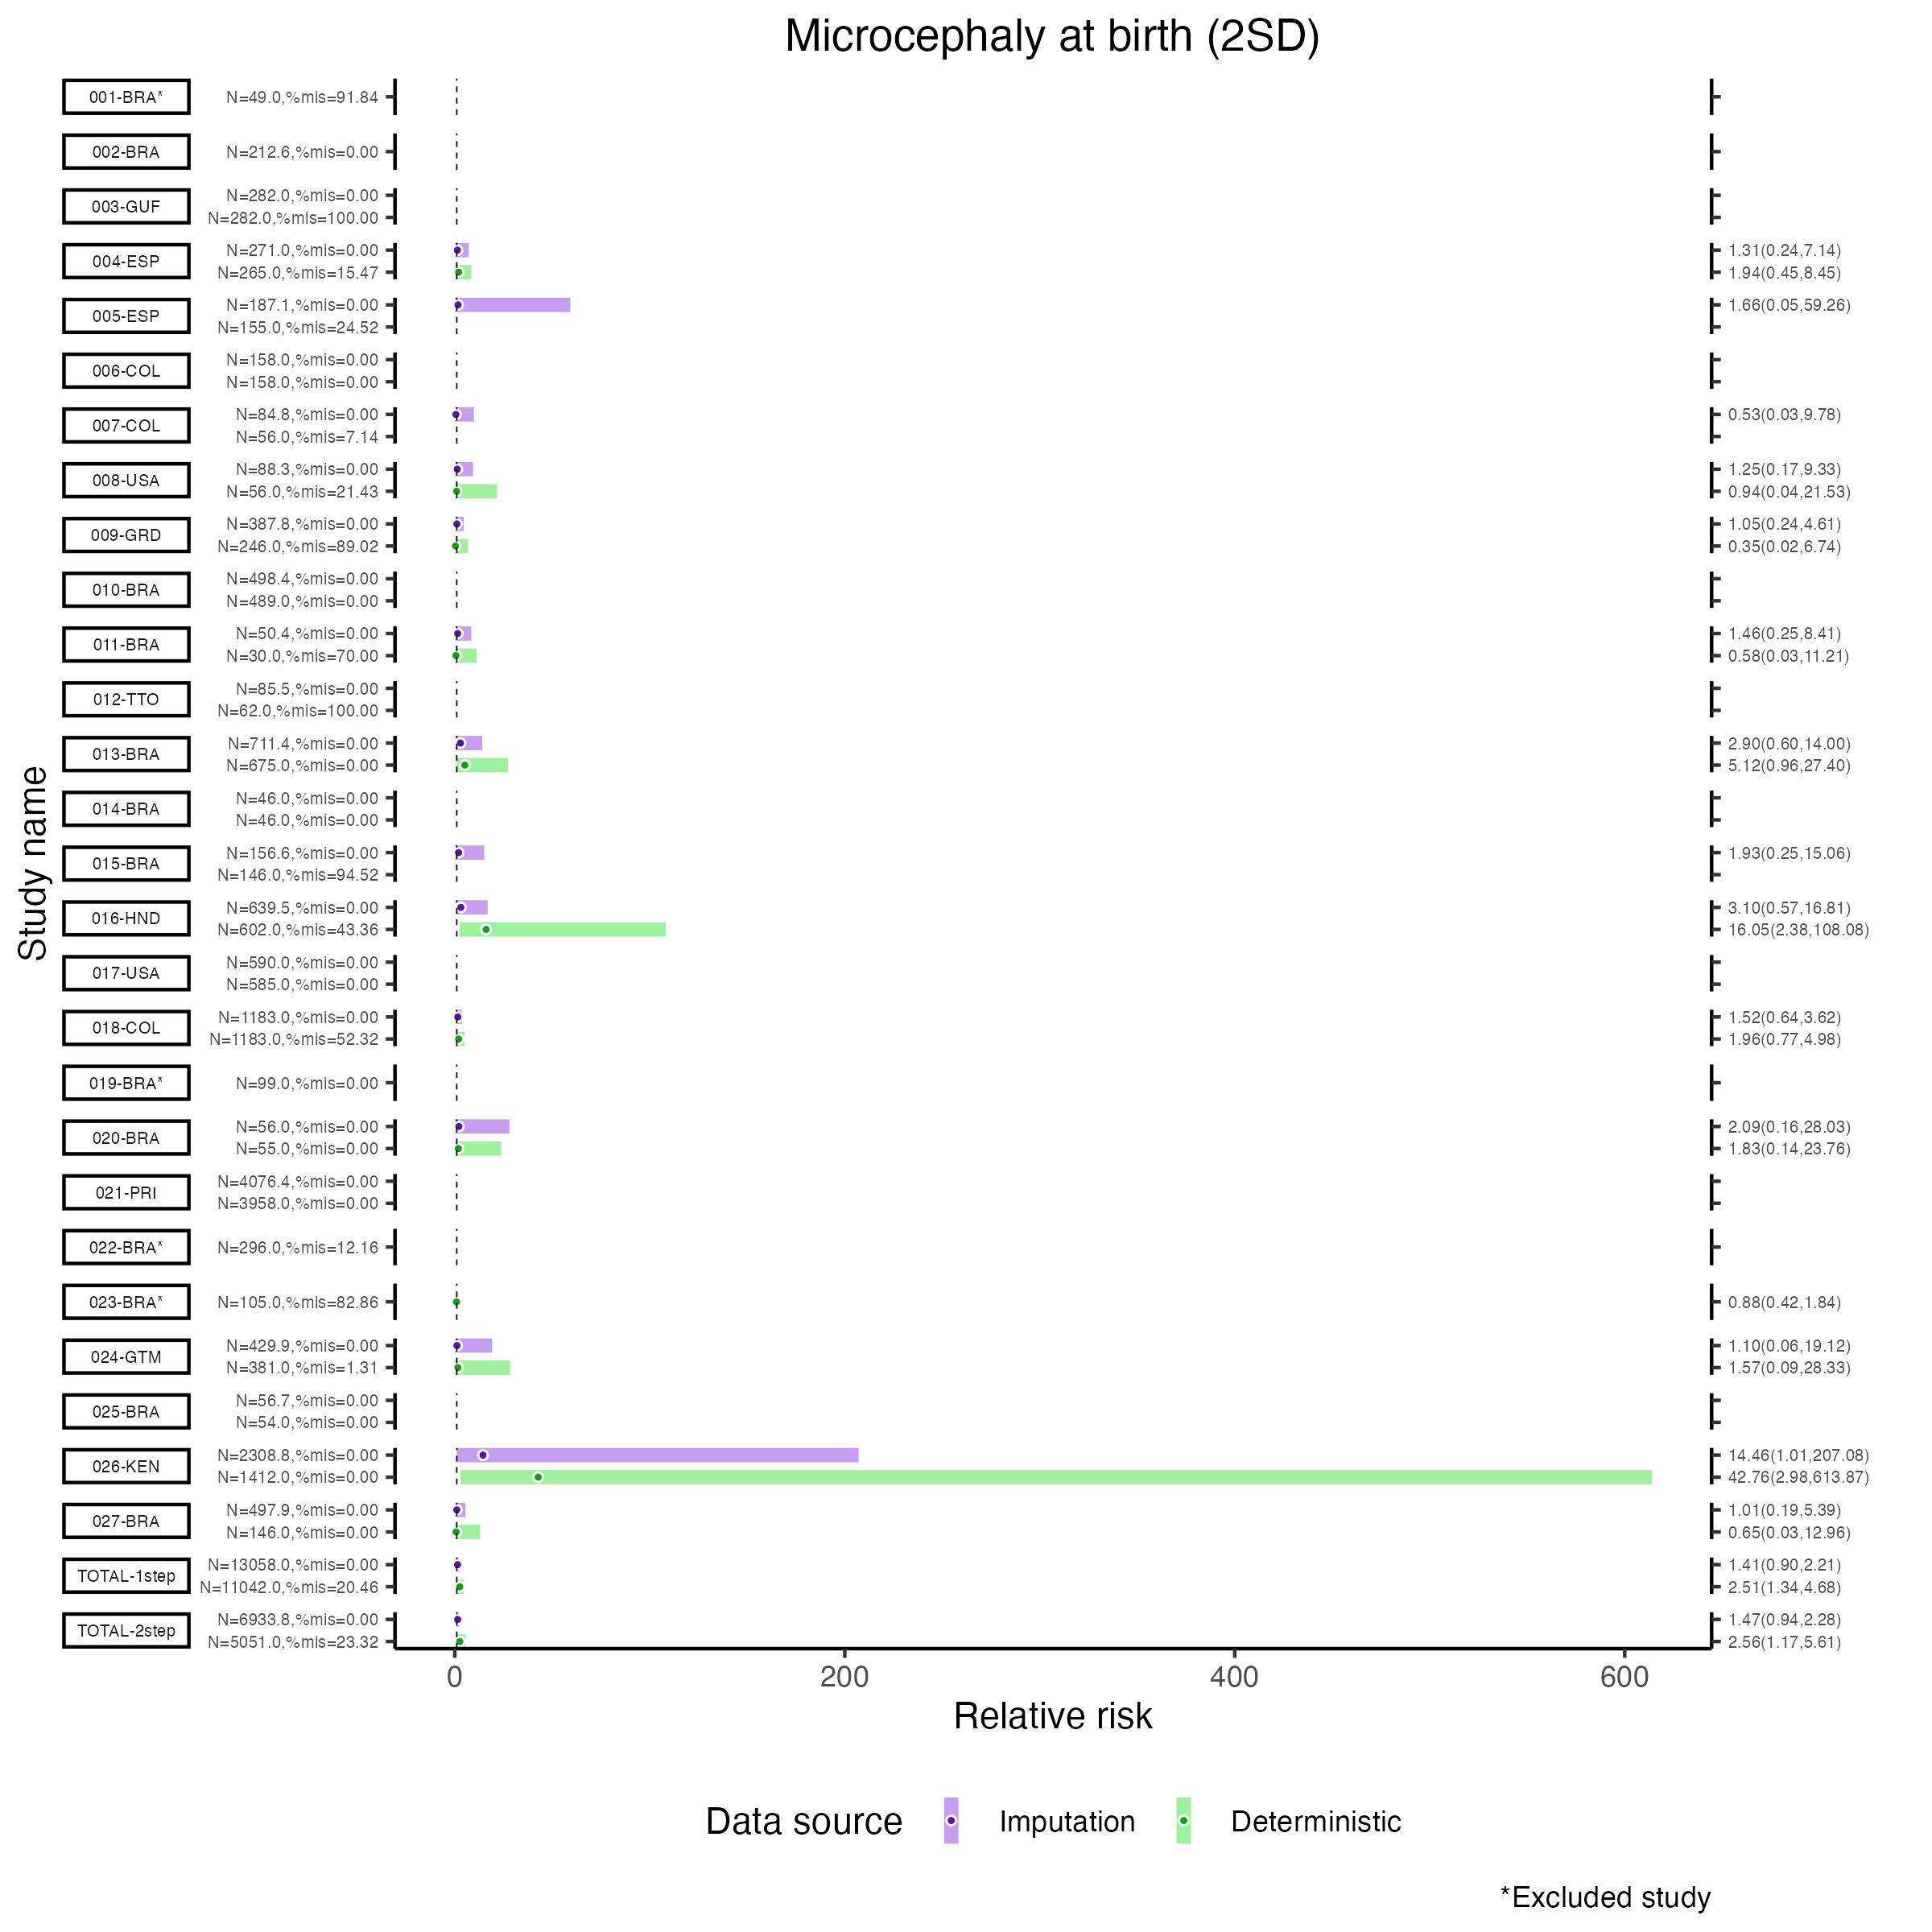 Microcephaly at birth (2SD)
Study name
001-BRA* N=49.0,%mis=91.84
002-BRA N=212.6,%mis=0.00
003-GUF N=282.0,%mis=0.00
N=282.0,%mis=100.00
004-ESP N=271.0,%mis=0.00 1.31(0.24,7.14)
N=265.0,%mis=15.47 1.94(0.45,8.45)
005-ESP N=187.1,%mis=0.00 1.66(0.05,59.26)
N=155.0,%mis=24.52
006-COL N=158.0,%mis=0.00
N=158.0,%mis=0.00
007-COL N=84.8,%mis=0.00 0.53(0.03,9.78)
N=56.0,%mis=7.14
008-USA N=88.3,%mis=0.00 1.25(0.17,9.33)
N=56.0,%mis=21.43 0.94(0.04,21.53)
009-GRD N=387.8,%mis=0.00 1.05(0.24,4.61)
N=246.0,%mis=89.02 0.35(0.02,6.74)
010-BRA N=498.4,%mis=0.00
N=489.0,%mis=0.00
011-BRA N=50.4,%mis=0.00 1.46(0.25,8.41)
N=30.0,%mis=70.00 0.58(0.03,11.21)
012-TTO N=85.5,%mis=0.00
N=62.0,%mis=100.00
013-BRA N=711.4,%mis=0.00 2.90(0.60,14.00)
N=675.0,%mis=0.00 5.12(0.96,27.40)
014-BRA N=46.0,%mis=0.00
N=46.0,%mis=0.00
015-BRA N=156.6,%mis=0.00 1.93(0.25,15.06)
N=146.0,%mis=94.52
016-HND N=639.5,%mis=0.00 3.10(0.57,16.81)
N=602.0,%mis=43.36 16.05(2.38,108.08)
017-USA N=590.0,%mis=0.00
N=585.0,%mis=0.00
018-COL N=1183.0,%mis=0.00 1.52(0.64,3.62)
N=1183.0,%mis=52.32 1.96(0.77,4.98)
019-BRA* N=99.0,%mis=0.00
020-BRA N=56.0,%mis=0.00 2.09(0.16,28.03)
N=55.0,%mis=0.00 1.83(0.14,23.76)
021-PRI N=4076.4,%mis=0.00
N=3958.0,%mis=0.00
022-BRA* N=296.0,%mis=12.16
023-BRA* N=105.0,%mis=82.86 0.88(0.42,1.84)
024-GTM N=429.9,%mis=0.00 1.10(0.06,19.12)
N=381.0,%mis=1.31 1.57(0.09,28.33)
025-BRA N=56.7,%mis=0.00
N=54.0,%mis=0.00
026-KEN N=2308.8,%mis=0.00 14.46(1.01,207.08)
N=1412.0,%mis=0.00 42.76(2.98,613.87)
027-BRA N=497.9,%mis=0.00 1.01(0.19,5.39)
N=146.0,%mis=0.00 0.65(0.03,12.96)
TOTAL-1step N=13058.0,%mis=0.00 1.41(0.90,2.21)
N=11042.0,%mis=20.46 2.51(1.34,4.68)
TOTAL-2step N=6933.8,%mis=0.00 1.47(0.94,2.28)
N=5051.0,%mis=23.32 2.56(1.17,5.61)
0 200 400 600
Relative risk
Data source Imputation Deterministic
*Excluded study